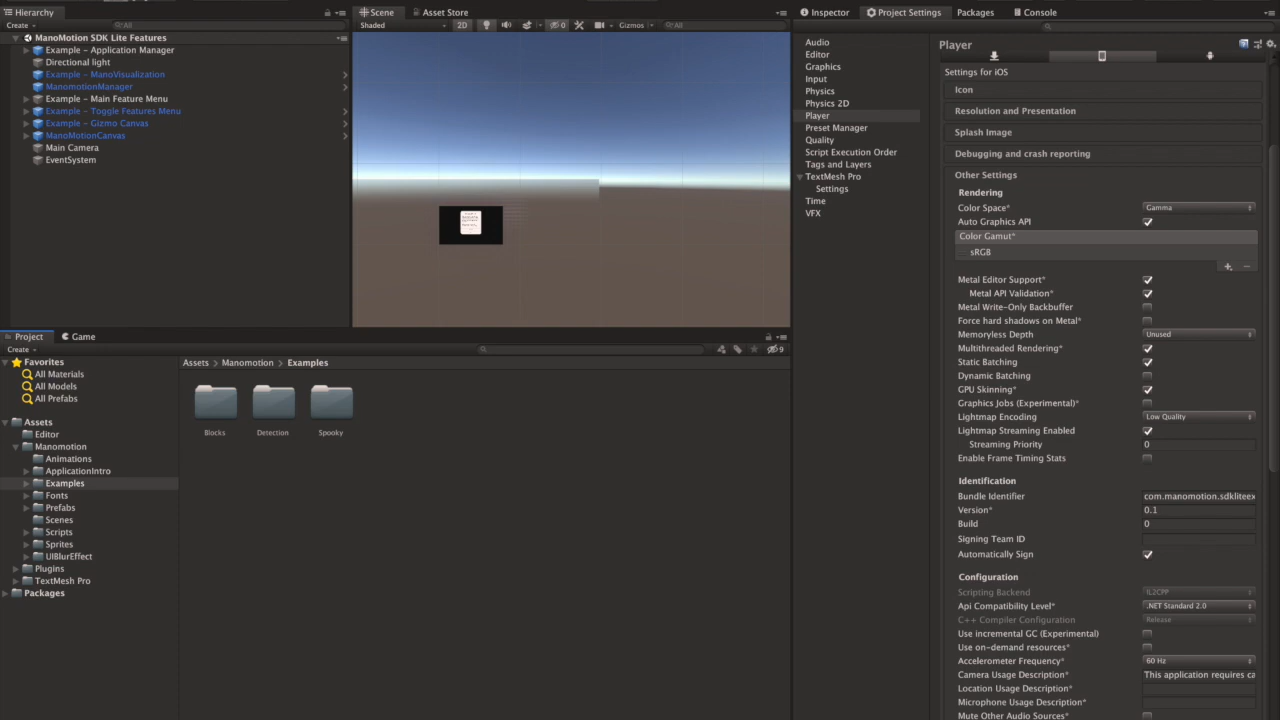 Hierarchy
Create
All
ManoMotion SDK Lite Features
Example - Application Manager
Directional light
Example - ManoVisualization
ManomotionManager
Example - Main Feature Menu
Example - Toggle Features Menu
Example - Gizmo Canvas
ManoMotionCanvas
Main Camera
EventSystem
Scene
Asset Store
Shaded
2D
0
Gizmos
All
Project
Game
Create
9
Favorites
All Materials
All Models
All Prefabs
Assets
Editor
Manomotion
Animations
ApplicationIntro
Examples
Fonts
Prefabs
Scenes
Scripts
Sprites
UIBlurEffect
Plugins
TextMesh Pro
Packages
Assets > Manomotion > Examples
Blocks
Detection
Spooky
Inspector
Project Settings
Packages
Console
Audio
Editor
Graphics
Input
Physics
Physics 2D
Player
Preset Manager
Quality
Script Execution Order
Tags and Layers
TextMesh Pro
Settings
Time
VFX
Player
Settings for iOS
Icon
Resolution and Presentation
Splash Image
Debugging and crash reporting
Other Settings
Rendering
Color Space* Gamma
Auto Graphics API
Color Gamut*
sRGB
Metal Editor Support*
Metal API Validation*
Metal Write-Only Backbuffer
Force hard shadows on Metal*
Memoryless Depth Unused
Multithreaded Rendering*
Static Batching
Dynamic Batching
GPU Skinning*
Graphics Jobs (Experimental)*
Lightmap Encoding Low Quality
Lightmap Streaming Enabled
Streaming Priority 0
Enable Frame Timing Stats
Identification
Bundle Identifier com.manomotion.sdkliteex
Version* 0.1
Build 0
Signing Team ID
Automatically Sign
Configuration
Scripting Backend IL2CPP
Api Compatibility Level* .NET Standard 2.0
C++ Compiler Configuration Release
Use incremental GC (Experimental)
Use on-demand resources*
Accelerometer Frequency* 60 Hz
Camera Usage Description* This application requires ca
Location Usage Description*
Microphone Usage Description*
Mute Other Audio Sources*